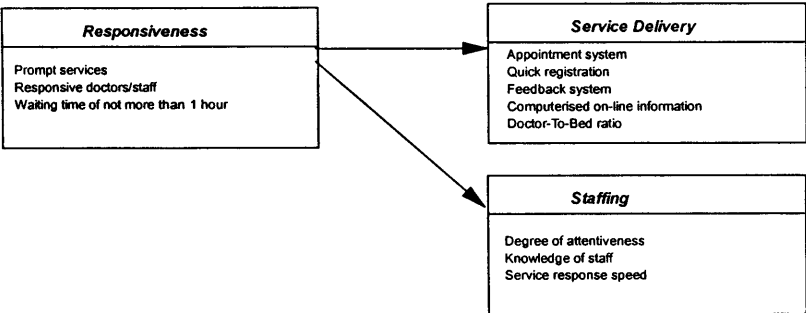 Responsiveness
Prompt services
Responsive doctors/staff
Waiting time of not more than 1 hour
Service Delivery
Appointment system
Quick registration
Feedback system
Computerised on-line information
Doctor-To-Bed ratio
Staffing
Degree of attentiveness
Knowledge of staff
Service response speed